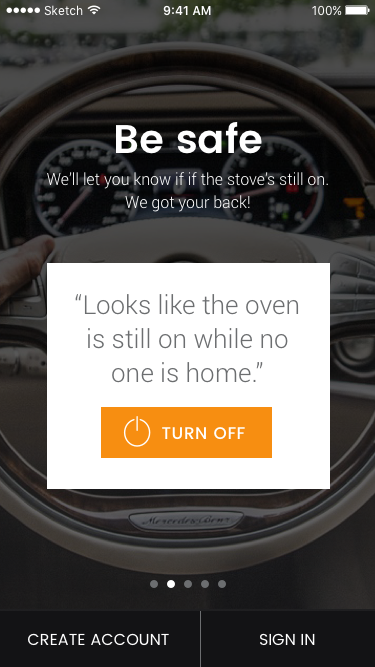 Sketch 9:41 AM 100%
Be safe
We'll let you know if if the stove's still on.
We got your back!
“Looks like the oven
is still on while no
one is home.”
TURN OFF
Mercedes-Benz
CREATE ACCOUNT SIGN IN